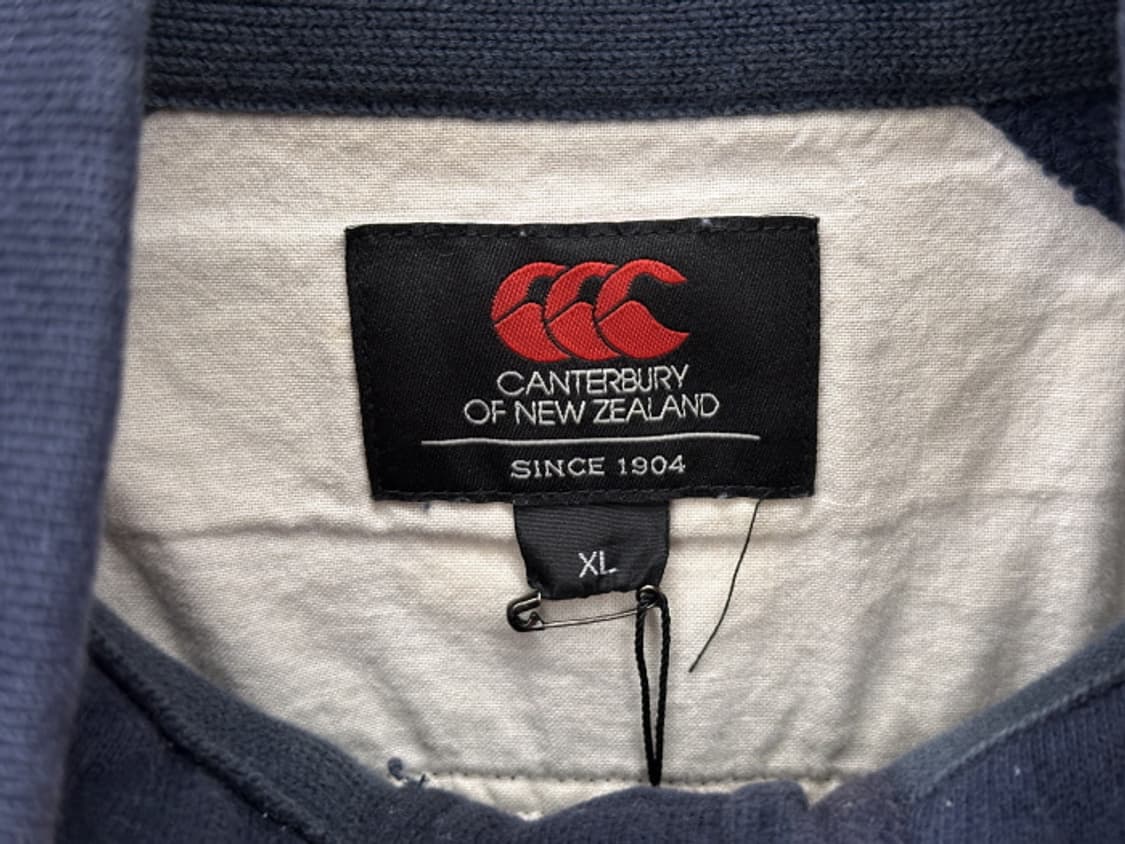 CANTERBURY
OF NEW ZEALAND
SINCE 1904
XL